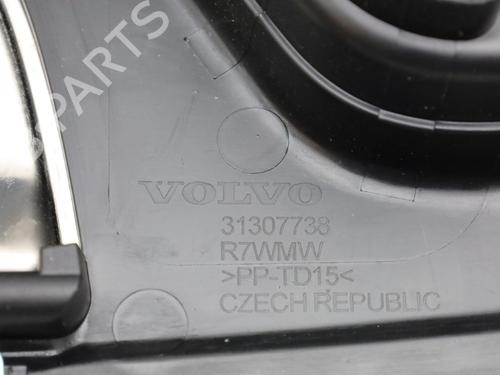 PARTS
VOLVO
31307738
R7WMW
>PP-TD15<
CZECH REPUBLIC